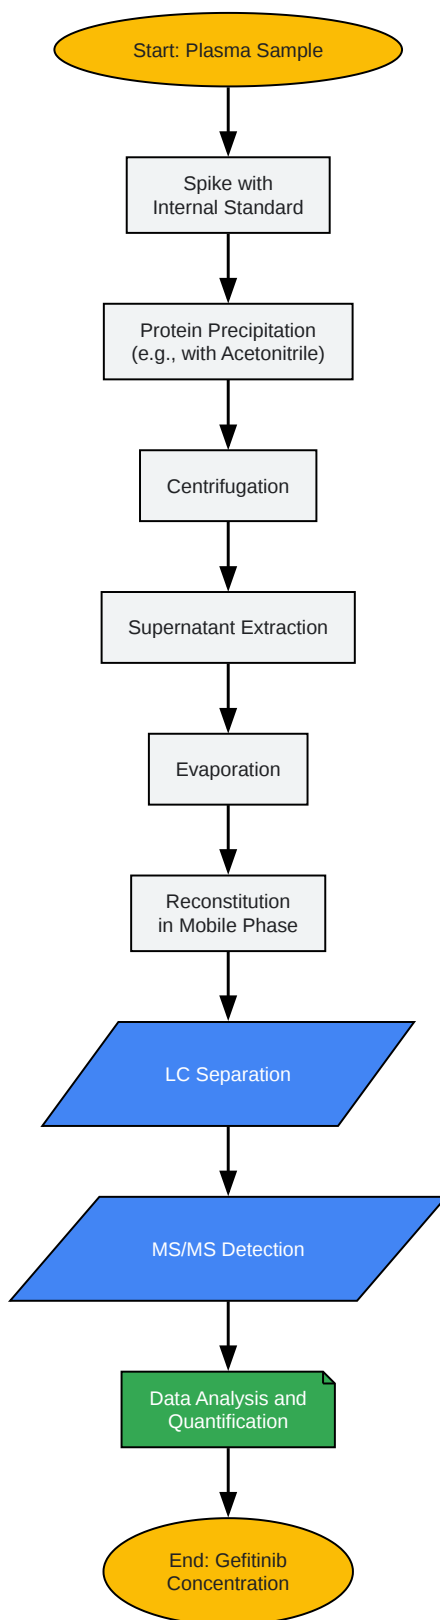 Start: Plasma Sample
Spike with
Internal Standard
Protein Precipitation
(e.g., with Acetonitrile)
Centrifugation
Supernatant Extraction
Evaporation
Reconstitution
in Mobile Phase
LC Separation
MS/MS Detection
Data Analysis and
Quantification
End: Gefitinib
Concentration